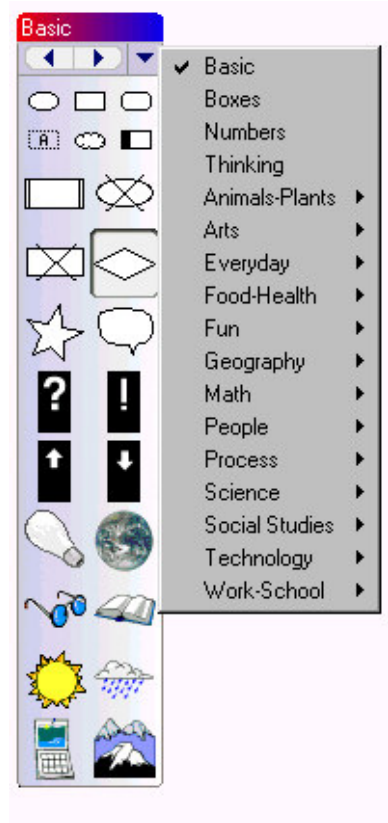 Basic
Basic
Boxes
Numbers
Thinking
Animals-Plants
Arts
Everyday
Food-Health
Fun
Geography
Math
People
Process
Science
Social Studies
Technology
Work-School
A
?
!